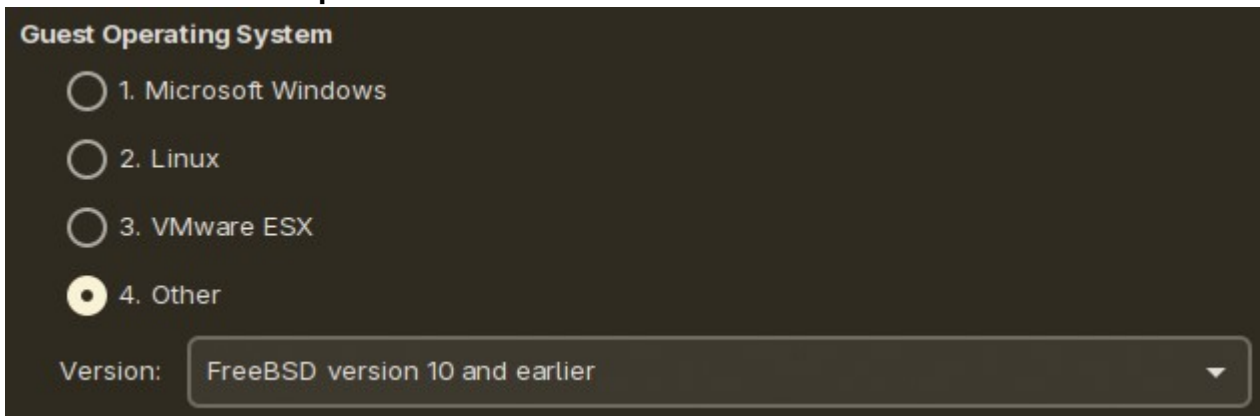 Guest Operating System
1. Microsoft Windows
2. Linux
3. VMware ESX
4. Other
Version: FreeBSD version 10 and earlier